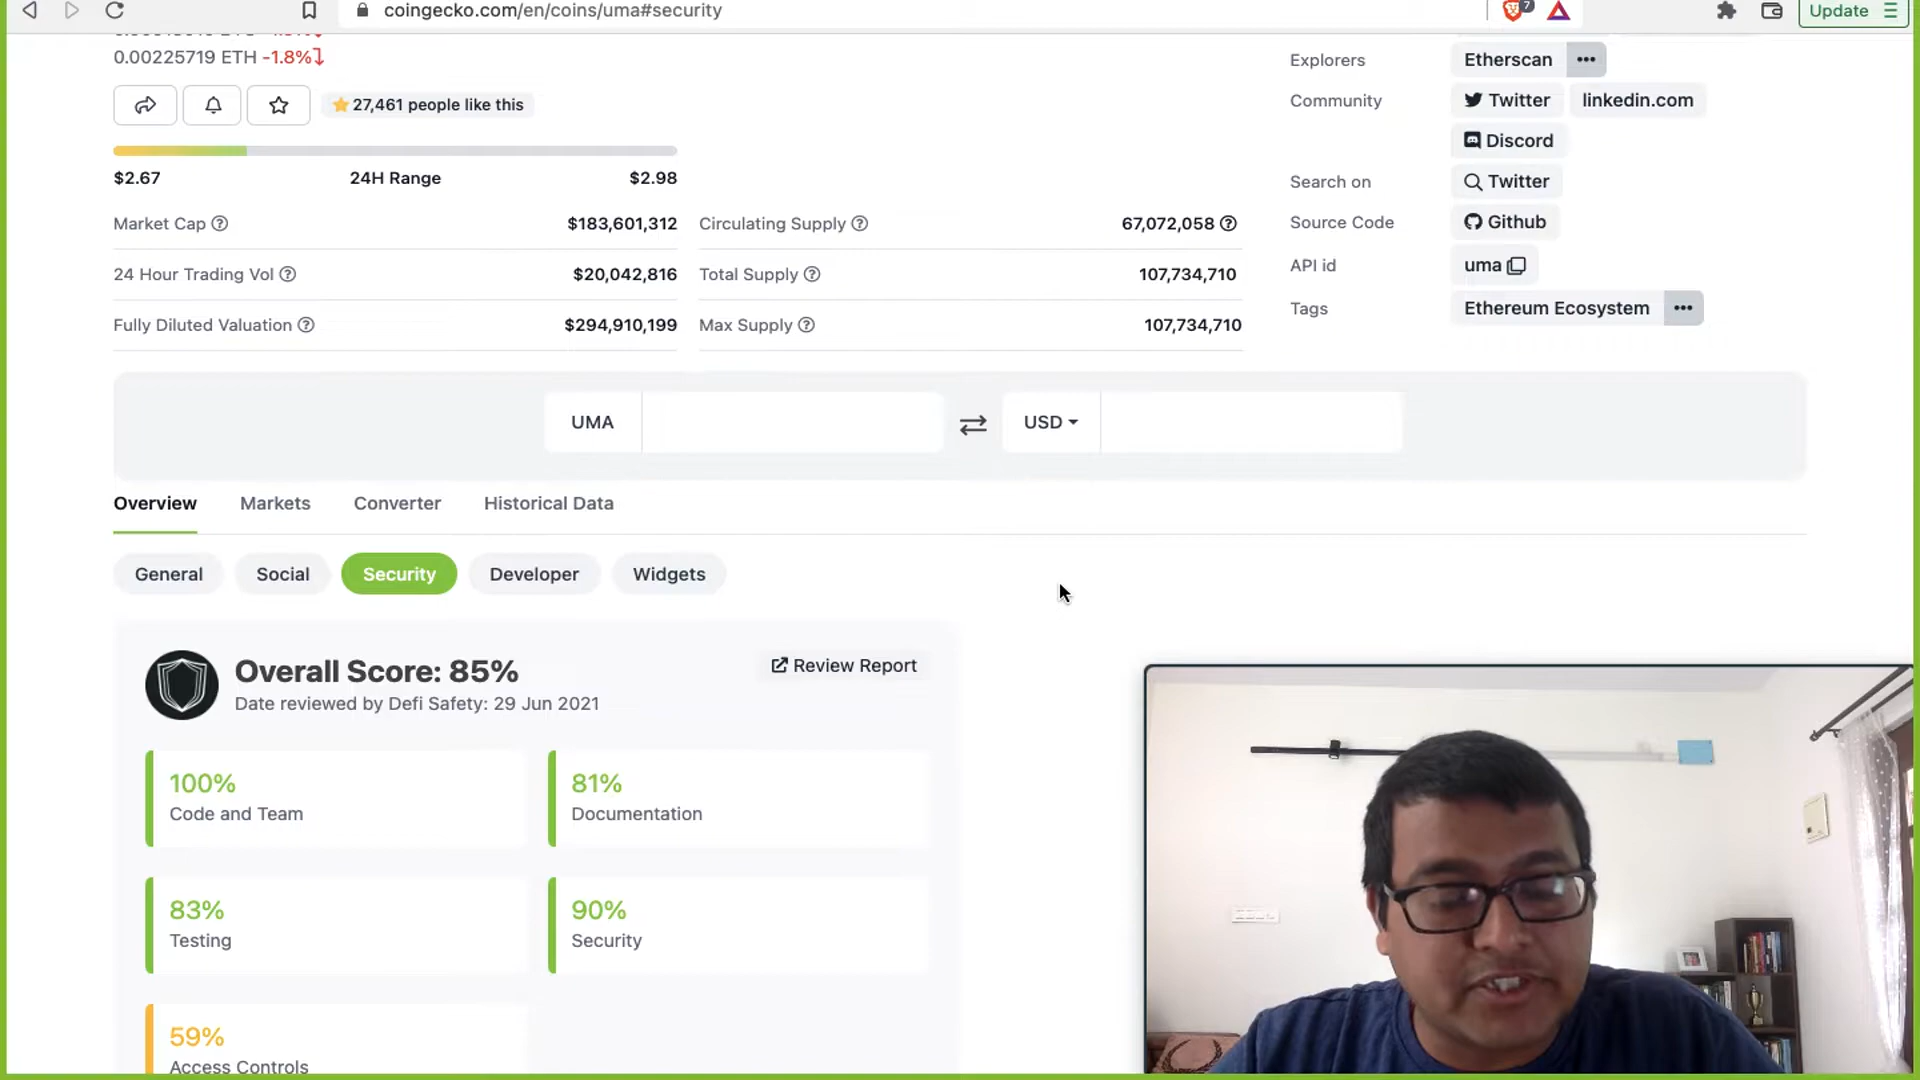 coingecko.com/en/coins/uma#security
7
Update
0.00225719 ETH -1.8%
27,461 people like this
$2.67 24H Range $2.98
Market Cap $183,601,312
24 Hour Trading Vol $20,042,816
Fully Diluted Valuation $294,910,199
Circulating Supply 67,072,058
Total Supply 107,734,710
Max Supply 107,734,710
Explorers Etherscan
Community Twitter linkedin.com
Discord
Search on Twitter
Source Code Github
API id uma
Tags Ethereum Ecosystem
UMA USD
Overview Markets Converter Historical Data
General Social Security Developer Widgets
Overall Score: 85%
Review Report
Date reviewed by Defi Safety: 29 Jun 2021
100%
Code and Team
81%
Documentation
83%
Testing
90%
Security
59%
Access Controls